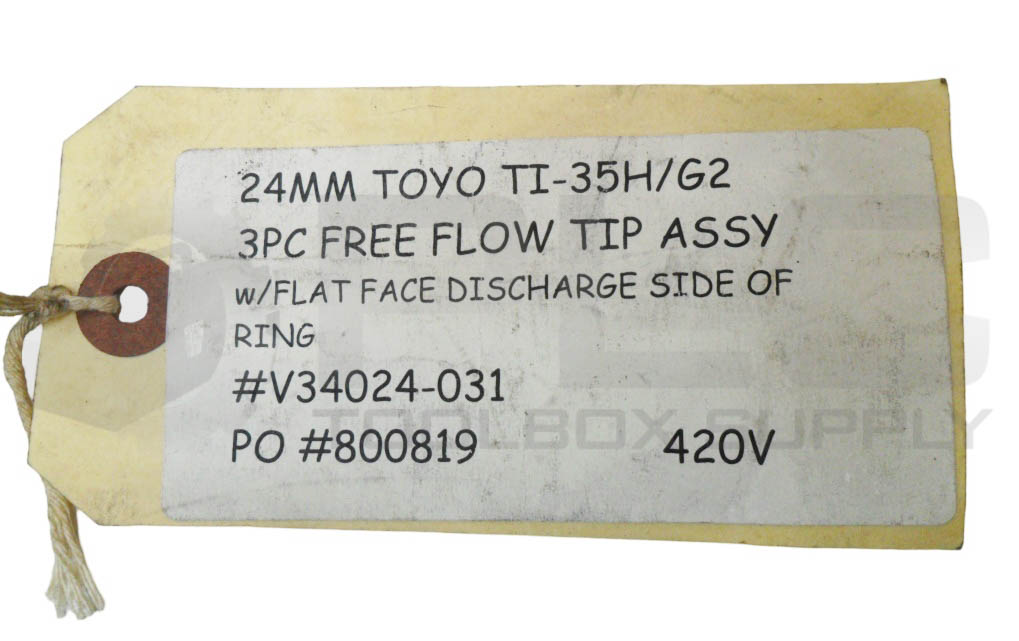 24MM TOYO TI-35H/G2
3PC FREE FLOW TIP ASSY
w/FLAT FACE DISCHARGE SIDE OF
RING
#V34024-031
PO #800819 420V
TOOLBOX SUPPLY